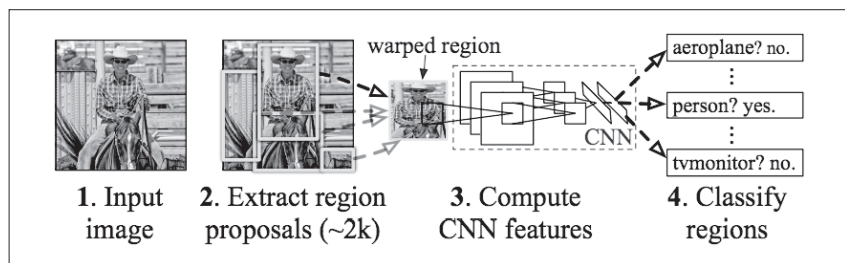 warped region
aeroplane? no.
⋮
person? yes.
CNN
⋮
tvmonitor? no.
1. Input
image
2. Extract region
proposals (~2k)
3. Compute
CNN features
4. Classify
regions